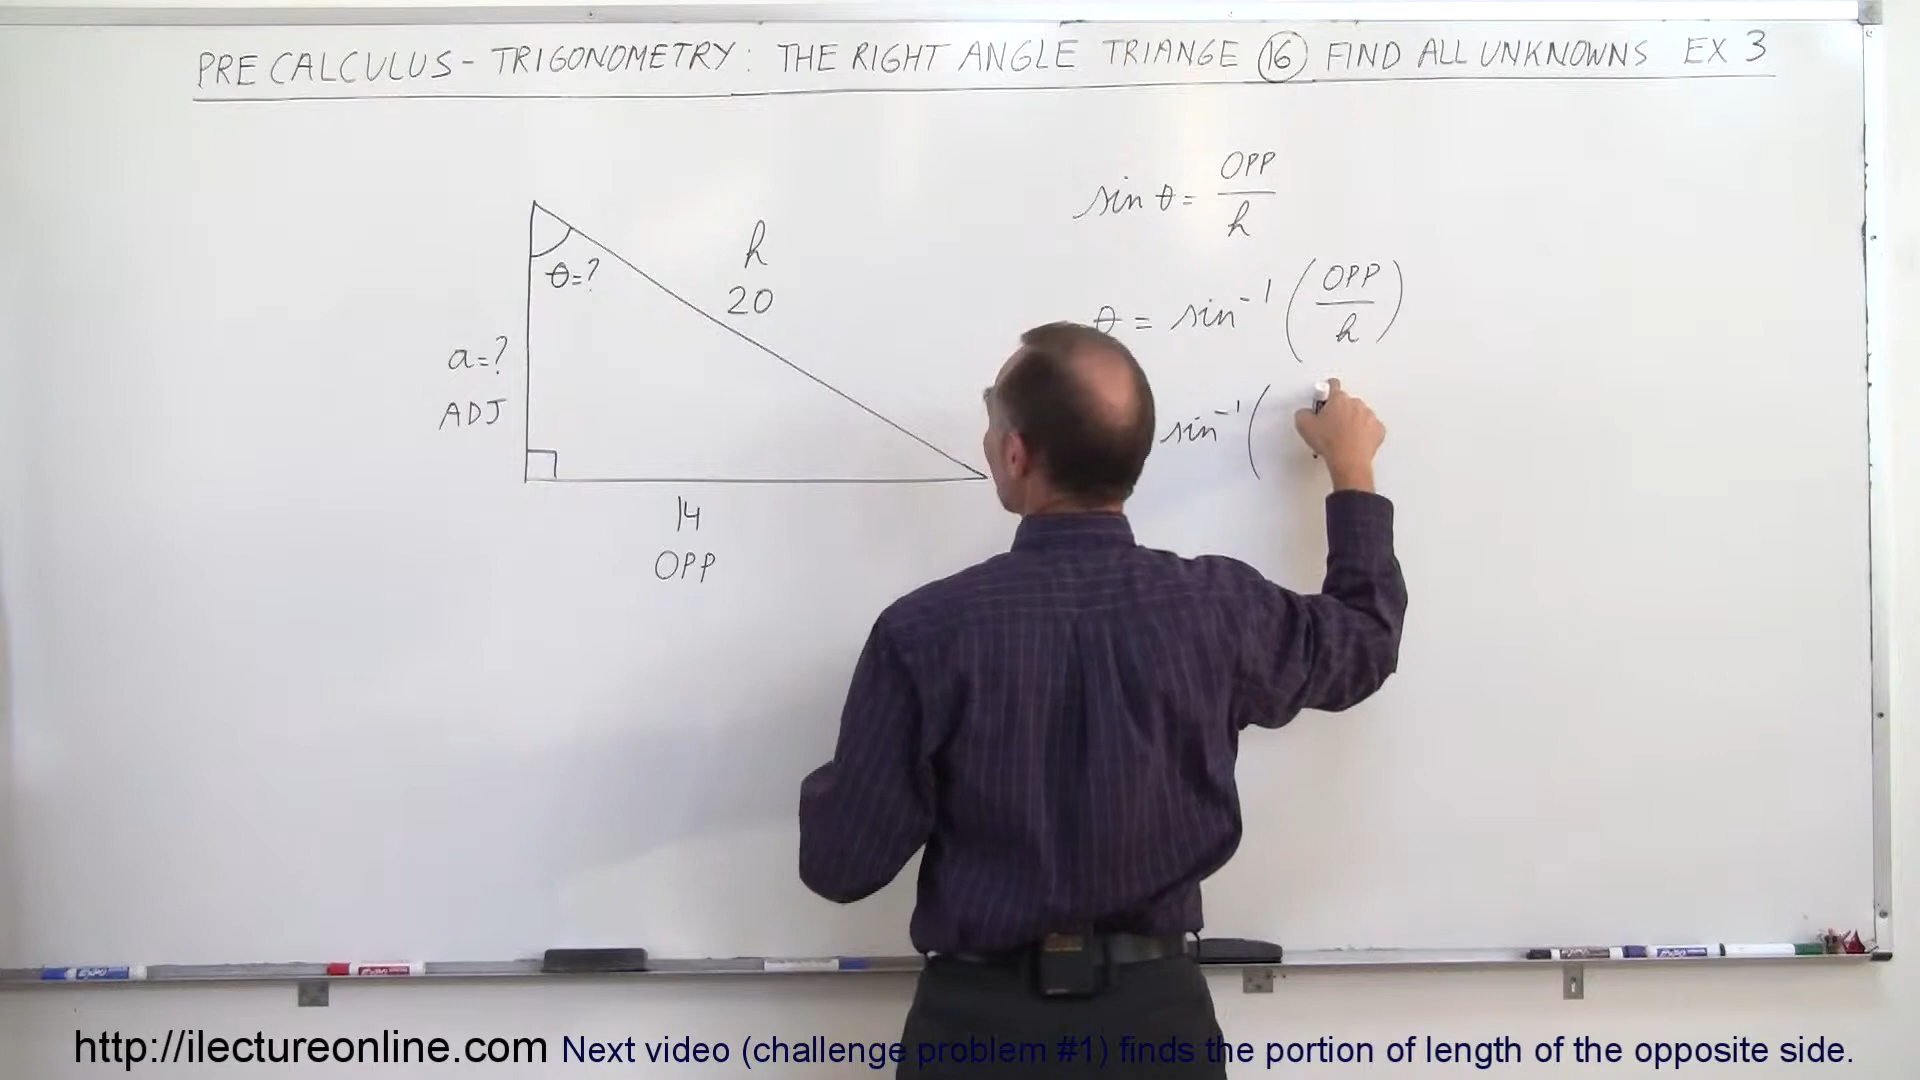 PRE CALCULUS - TRIGONOMETRY: THE RIGHT ANGLE TRIANGE 16 FIND ALL UNKNOWNS EX 3
sin θ = OPP / h
h
20
θ=?
θ = sin⁻¹ ( OPP / h )
a=?
ADJ
sin⁻¹ (
14
OPP
EXPO
EXPO
http://ilectureonline.com Next video (challenge problem #1) finds the portion of length of the opposite side.